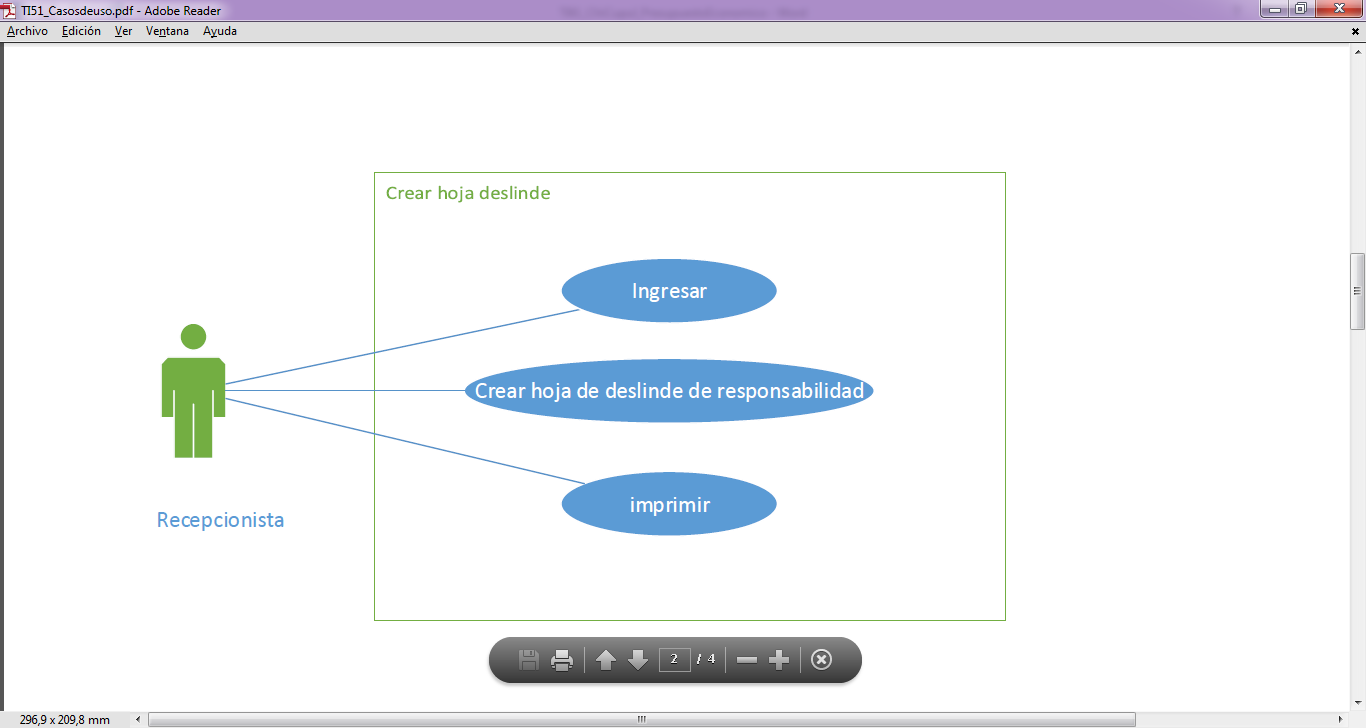 TI51_Casosdeuso.pdf - Adobe Reader
Archivo Edición Ver Ventana Ayuda
Crear hoja deslinde
Ingresar
Crear hoja de deslinde de responsabilidad
imprimir
Recepcionista
2 / 4
296,9 x 209,8 mm